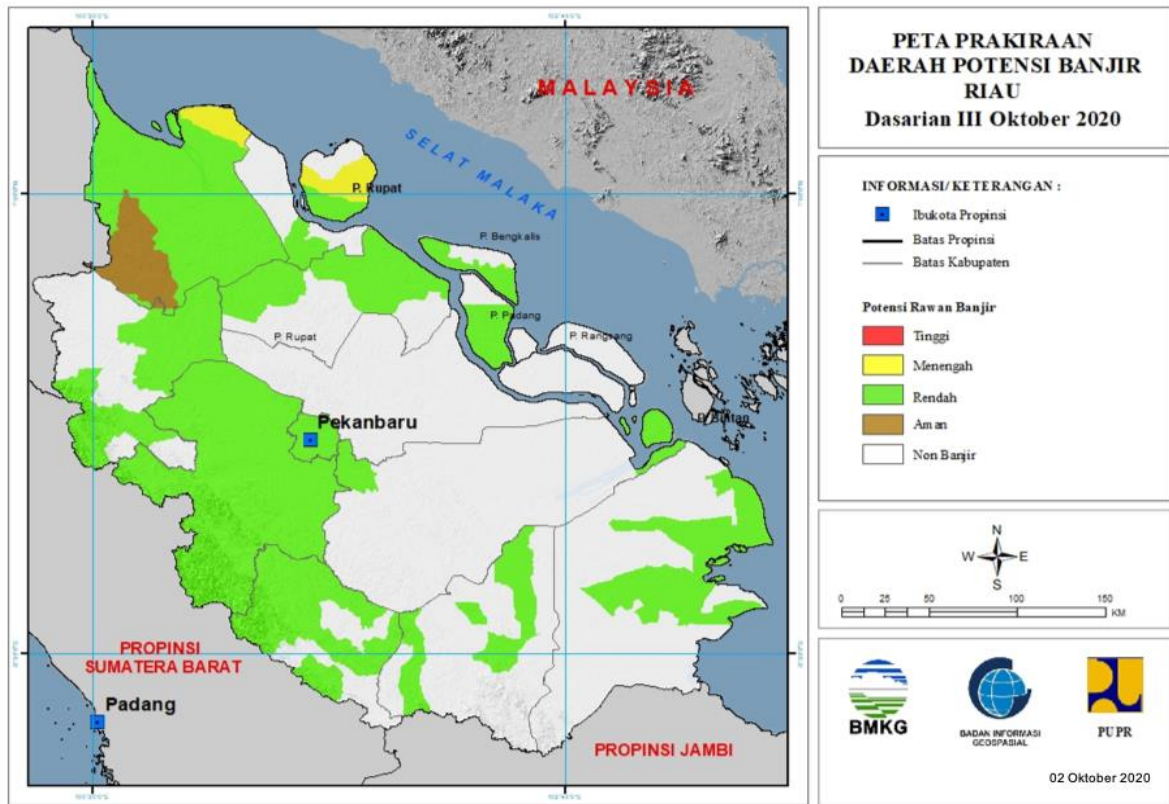 MALAYSIA
SELAT MALAKA
P. Rupat
P. Bengkalis
P. Padang
P. Rupat
P. Rangsang
Pekanbaru
PROPINSI
SUMATERA BARAT
Padang
PROPINSI JAMBI
PETA PRAKIRAAN
DAERAH POTENSI BANJIR
RIAU
Dasarian III Oktober 2020
INFORMASI/ KETERANGAN :
Ibukota Propinsi
Batas Propinsi
Batas Kabupaten
Potensi Rawan Banjir
Tinggi
Menengah
Rendah
Aman
Non Banjir
N
W E
S
0 25 50 100 150
KM
BMKG
BADAN INFORMASI
GEOSPASIAL
PUPR
02 Oktober 2020